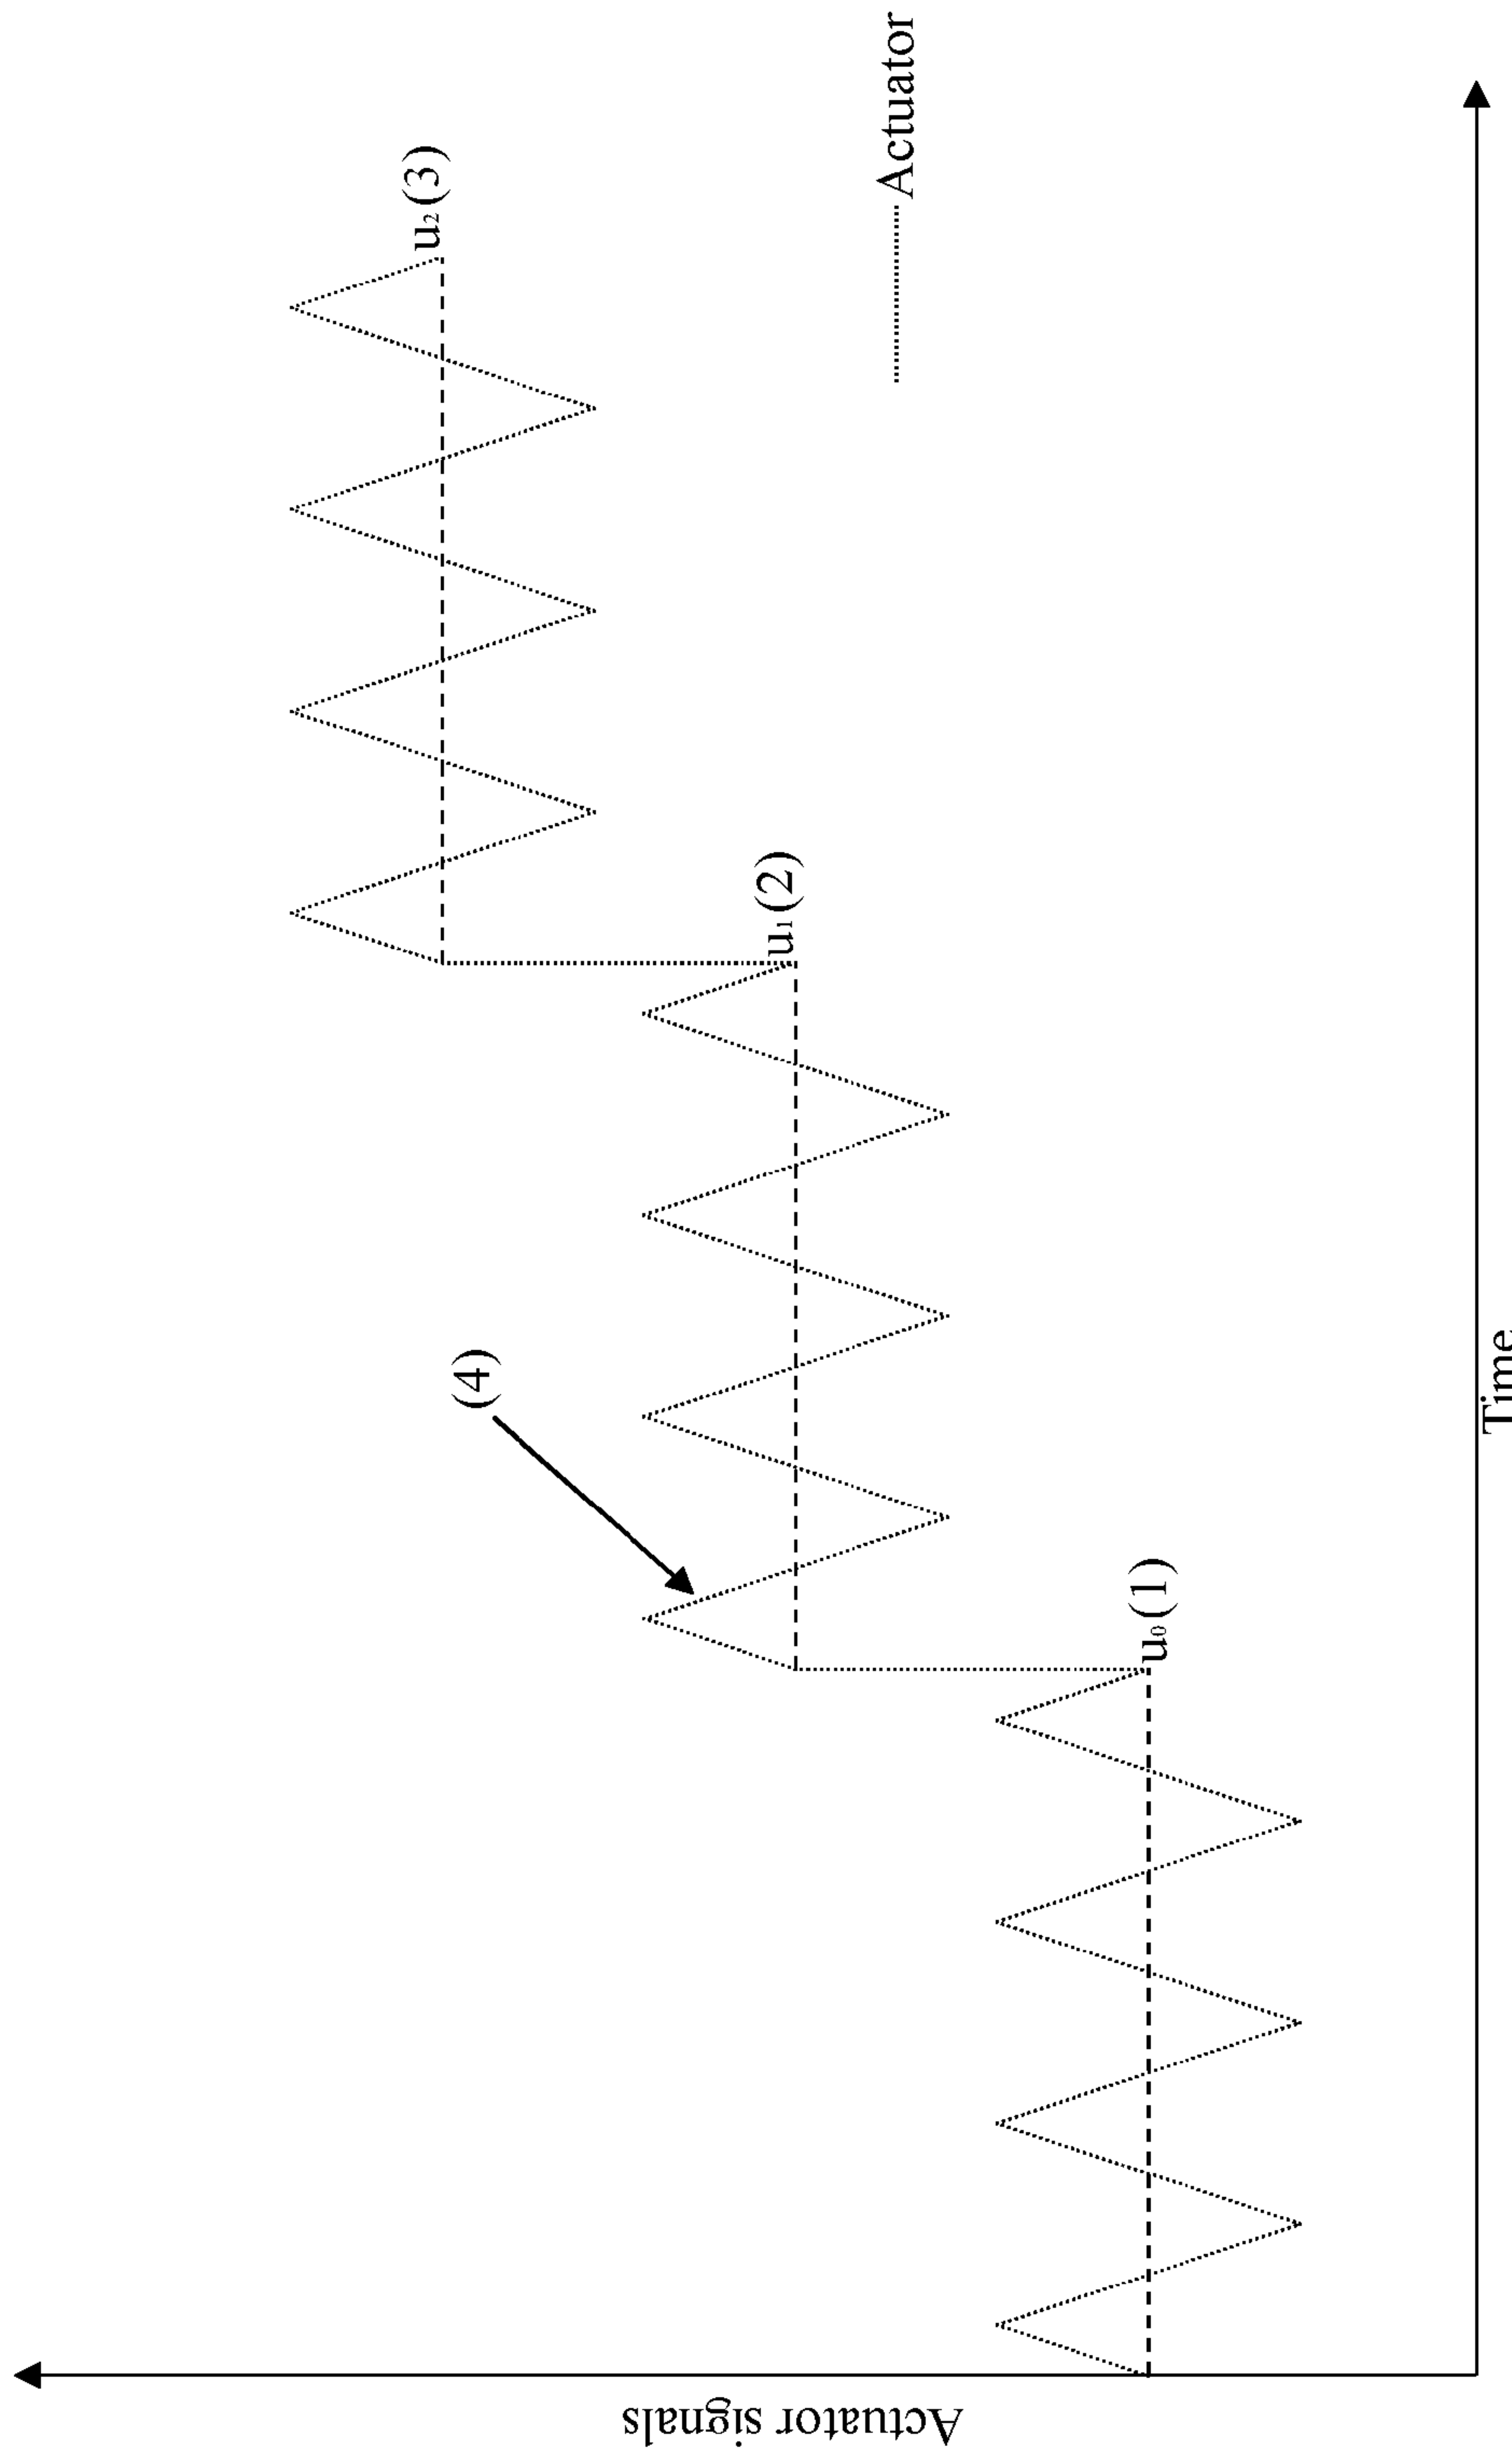 Actuator signals
u₂(3)
(4)
u₁(2)
Actuator
u₀(1)
Time